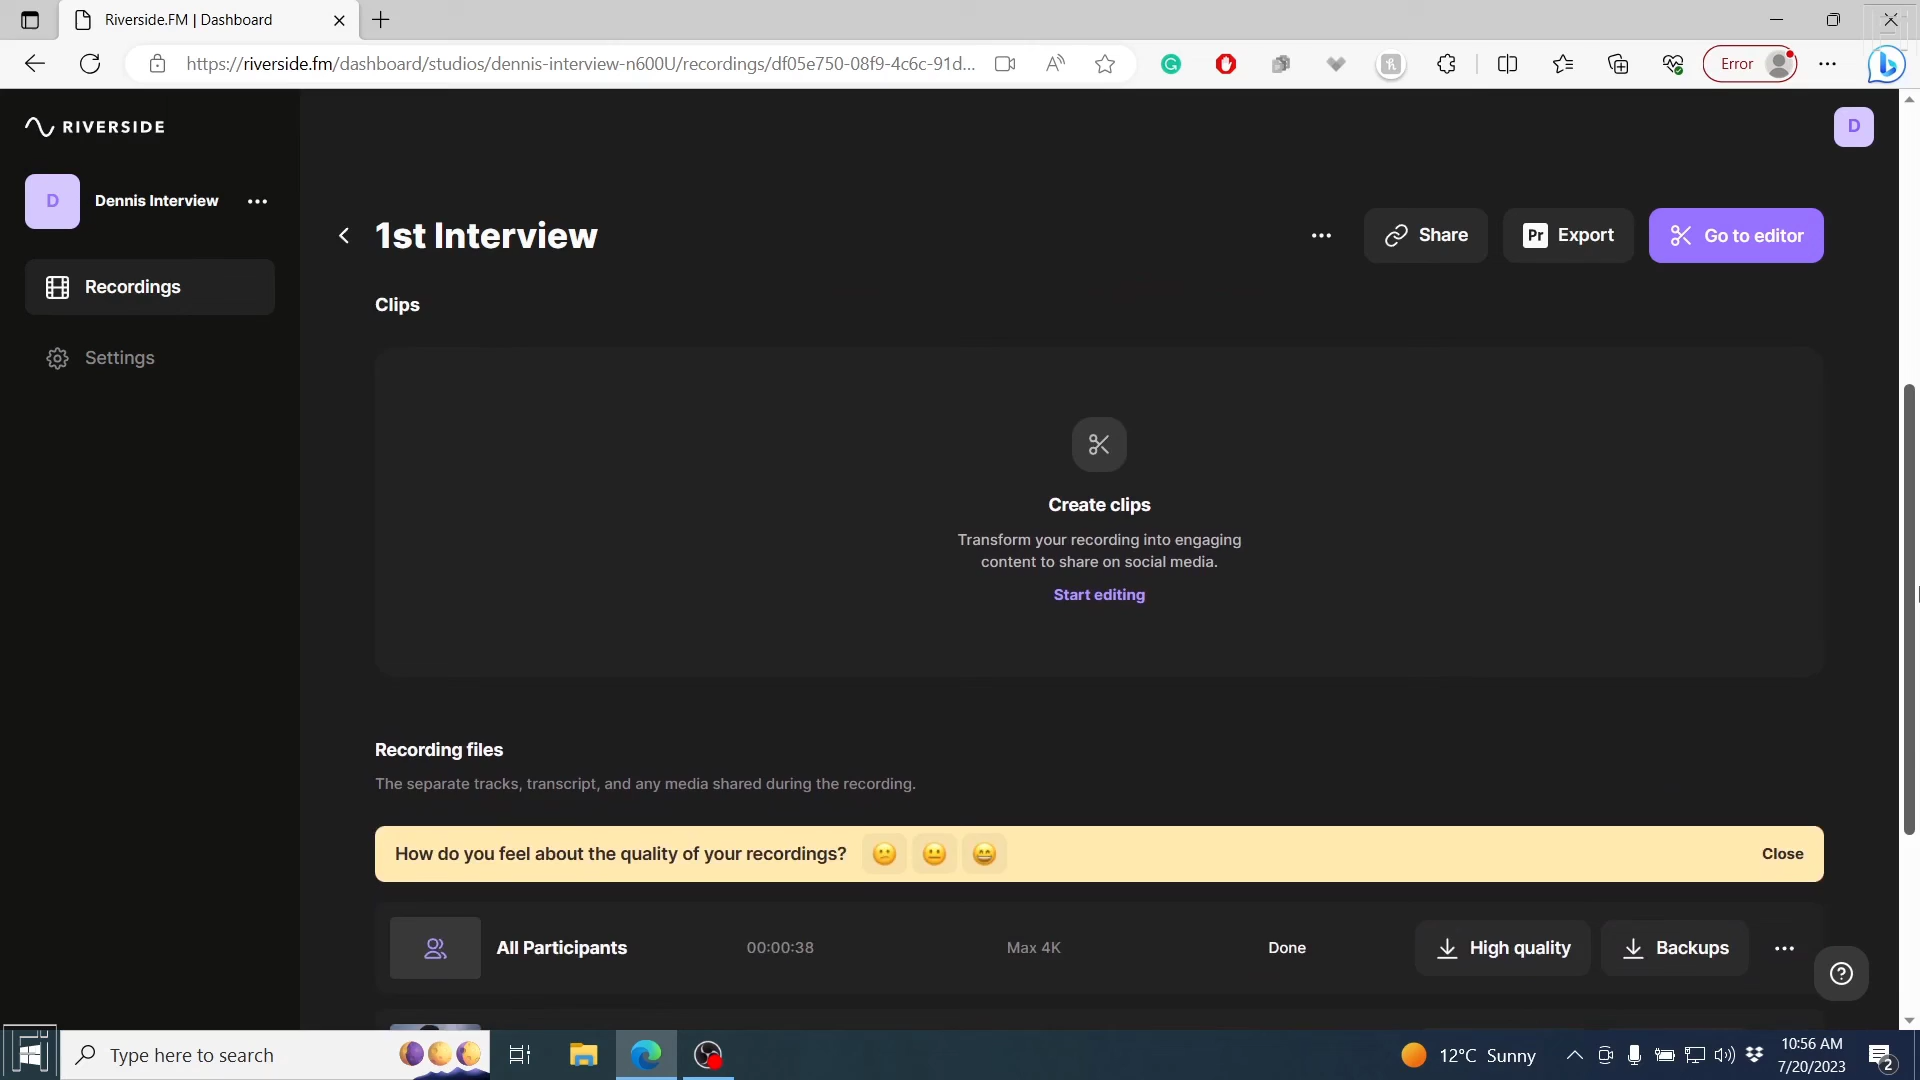 Riverside.FM | Dashboard
https://riverside.fm/dashboard/studios/dennis-interview-n600U/recordings/df05e750-08f9-4c6c-91d...
Error
RIVERSIDE
D
D
Dennis Interview
1st Interview
Share
Pr Export
Go to editor
Recordings
Clips
Settings
Create clips
Transform your recording into engaging
content to share on social media.
Start editing
Recording files
The separate tracks, transcript, and any media shared during the recording.
How do you feel about the quality of your recordings?
Close
All Participants
00:00:38
Max 4K
Done
High quality
Backups
Type here to search
12°C Sunny
10:56 AM
7/20/2023
2